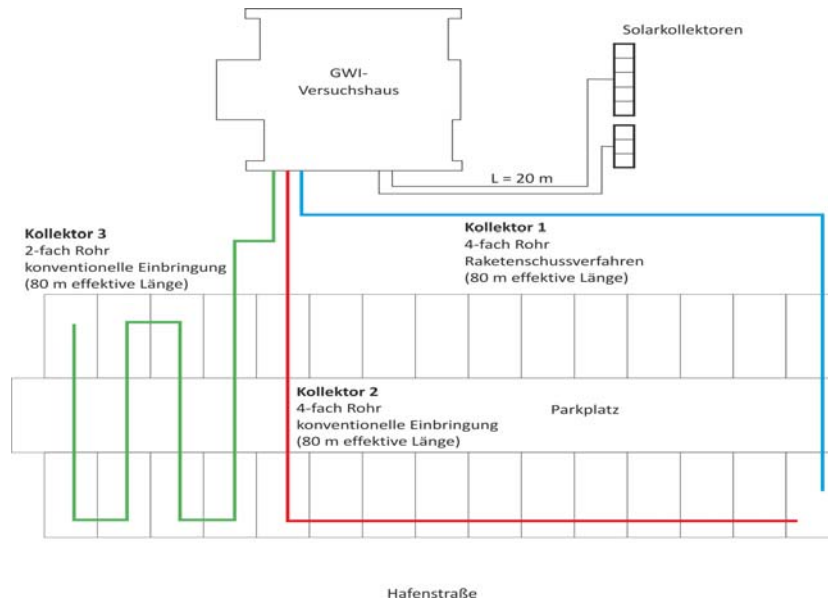 Solarkollektoren
GWI-
Versuchshaus
L = 20 m
Kollektor 3
2-fach Rohr
konventionelle Einbringung
(80 m effektive Länge)
Kollektor 1
4-fach Rohr
Raketenschussverfahren
(80 m effektive Länge)
Kollektor 2
4-fach Rohr
konventionelle Einbringung
(80 m effektive Länge)
Parkplatz
Hafenstraße